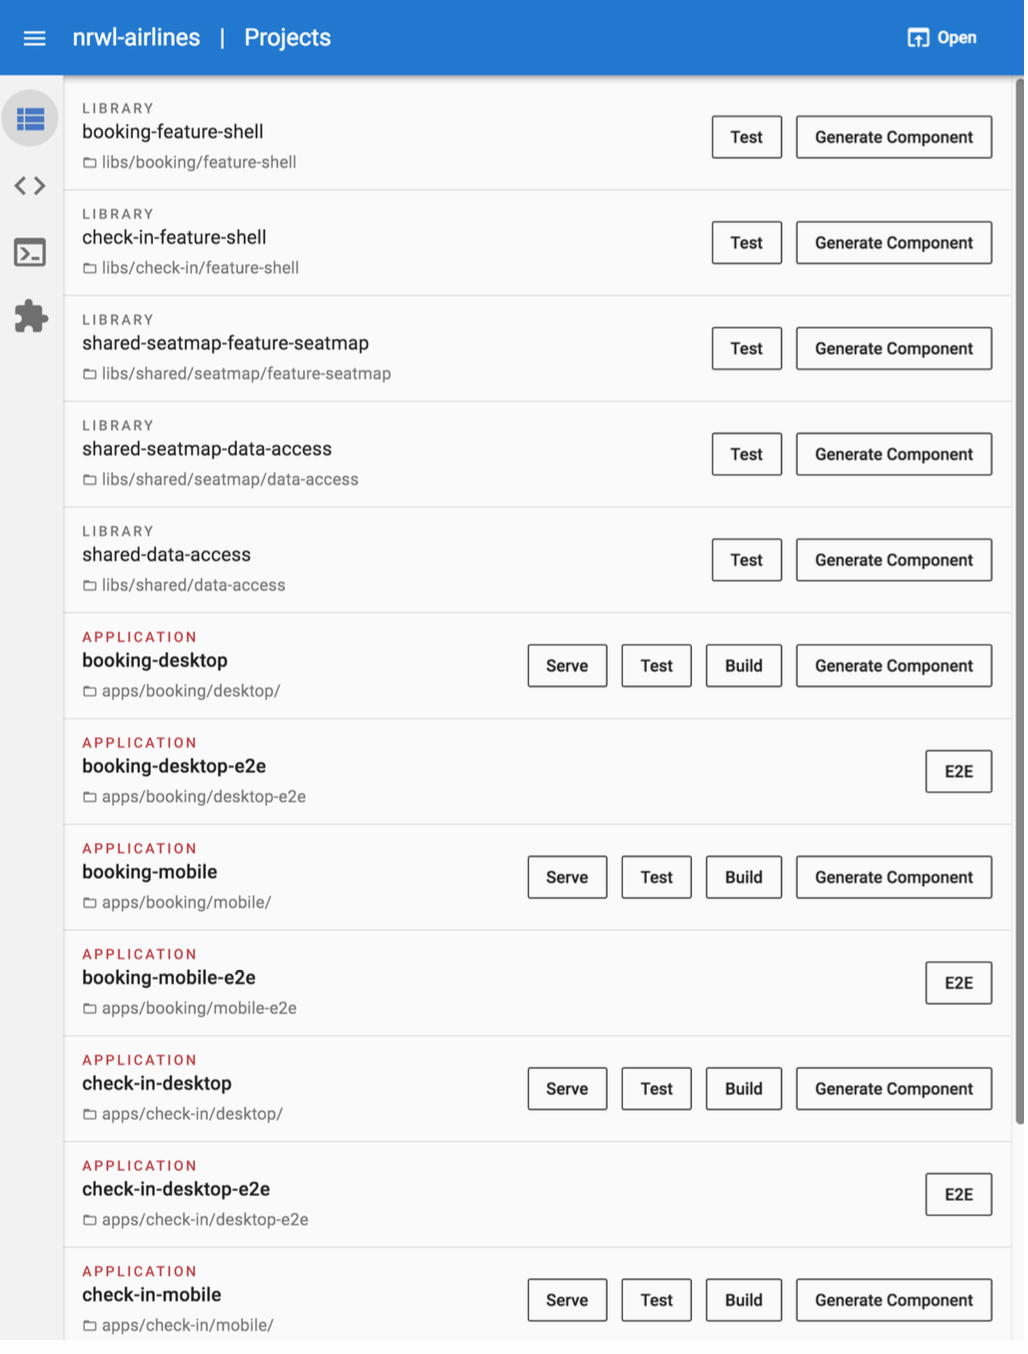 nrwl-airlines | Projects
Open
LIBRARY
booking-feature-shell
libs/booking/feature-shell
Test Generate Component
LIBRARY
check-in-feature-shell
libs/check-in/feature-shell
Test Generate Component
LIBRARY
shared-seatmap-feature-seatmap
libs/shared/seatmap/feature-seatmap
Test Generate Component
LIBRARY
shared-seatmap-data-access
libs/shared/seatmap/data-access
Test Generate Component
LIBRARY
shared-data-access
libs/shared/data-access
Test Generate Component
APPLICATION
booking-desktop
apps/booking/desktop/
Serve Test Build Generate Component
APPLICATION
booking-desktop-e2e
apps/booking/desktop-e2e
E2E
APPLICATION
booking-mobile
apps/booking/mobile/
Serve Test Build Generate Component
APPLICATION
booking-mobile-e2e
apps/booking/mobile-e2e
E2E
APPLICATION
check-in-desktop
apps/check-in/desktop/
Serve Test Build Generate Component
APPLICATION
check-in-desktop-e2e
apps/check-in/desktop-e2e
E2E
APPLICATION
check-in-mobile
apps/check-in/mobile/
Serve Test Build Generate Component